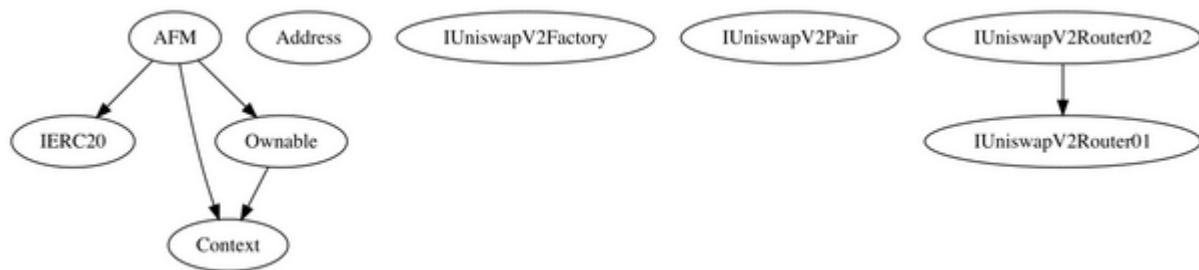 AFM
Address
IUniswapV2Factory
IUniswapV2Pair
IUniswapV2Router02
IERC20
Ownable
IUniswapV2Router01
Context